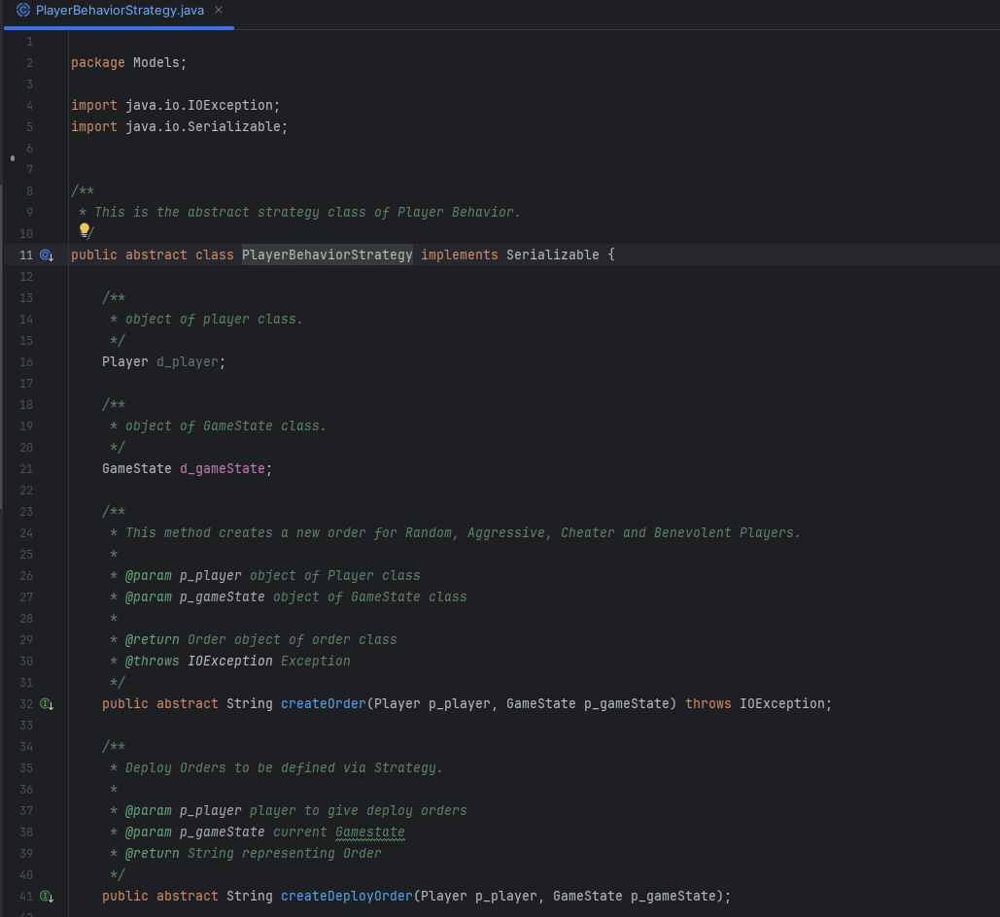 PlayerBehaviorStrategy.java ×
1
2 package Models;
3
4 import java.io.IOException;
5 import java.io.Serializable;
6
7
8 /**
9  * This is the abstract strategy class of Player Behavior.
10  */
11 public abstract class PlayerBehaviorStrategy implements Serializable {
12
13     /**
14      * object of player class.
15      */
16     Player d_player;
17
18     /**
19      * object of GameState class.
20      */
21     GameState d_gameState;
22
23     /**
24      * This method creates a new order for Random, Aggressive, Cheater and Benevolent Players.
25      *
26      * @param p_player object of Player class
27      * @param p_gameState object of GameState class
28      *
29      * @return Order object of order class
30      * @throws IOException Exception
31      */
32     public abstract String createOrder(Player p_player, GameState p_gameState) throws IOException;
33
34     /**
35      * Deploy Orders to be defined via Strategy.
36      *
37      * @param p_player player to give deploy orders
38      * @param p_gameState current Gamestate
39      * @return String representing Order
40      */
41     public abstract String createDeployOrder(Player p_player, GameState p_gameState);